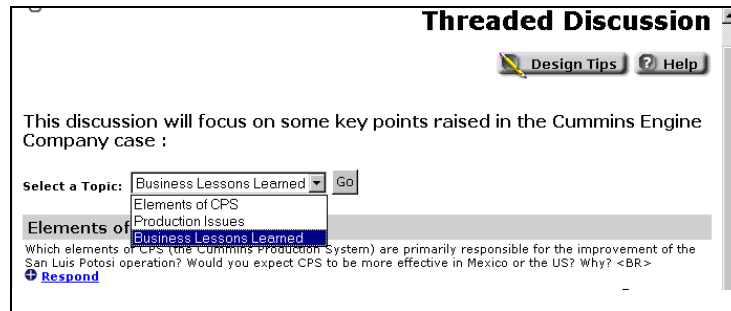 Threaded Discussion
Design Tips Help
This discussion will focus on some key points raised in the Cummins Engine
Company case :
Select a Topic: Business Lessons Learned Go
Elements of CPS
Production Issues
Business Lessons Learned
Elements of
Which elements of CPS (the Cummins Production System) are primarily responsible for the improvement of the
San Luis Potosi operation? Would you expect CPS to be more effective in Mexico or the US? Why? <BR>
Respond